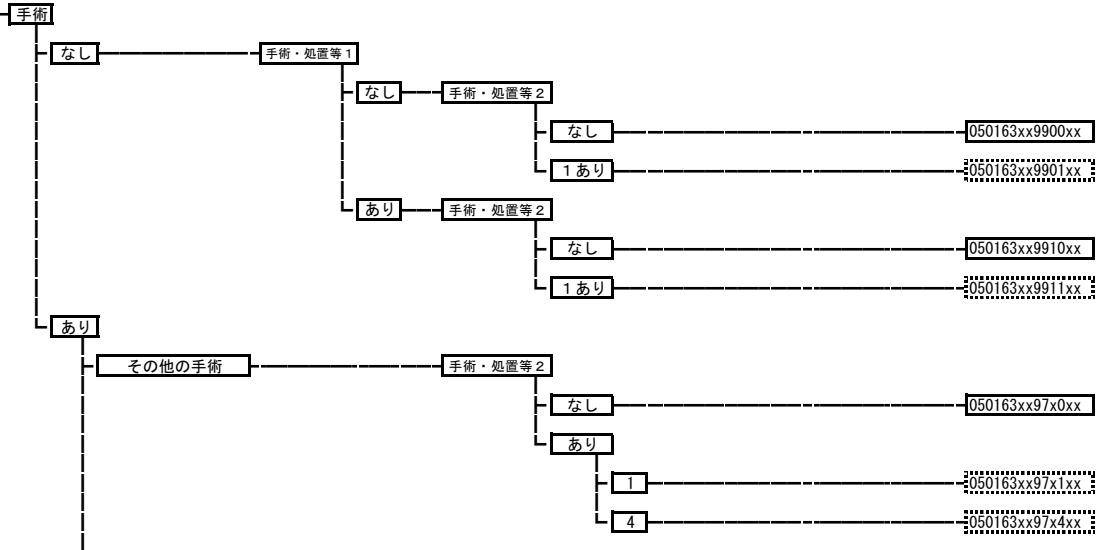 手術
なし
手術・処置等1
なし
手術・処置等2
なし
050163xx9900xx
1あり
050163xx9901xx
あり
手術・処置等2
なし
050163xx9910xx
1あり
050163xx9911xx
あり
その他の手術
手術・処置等2
なし
050163xx97x0xx
あり
1
050163xx97x1xx
4
050163xx97x4xx